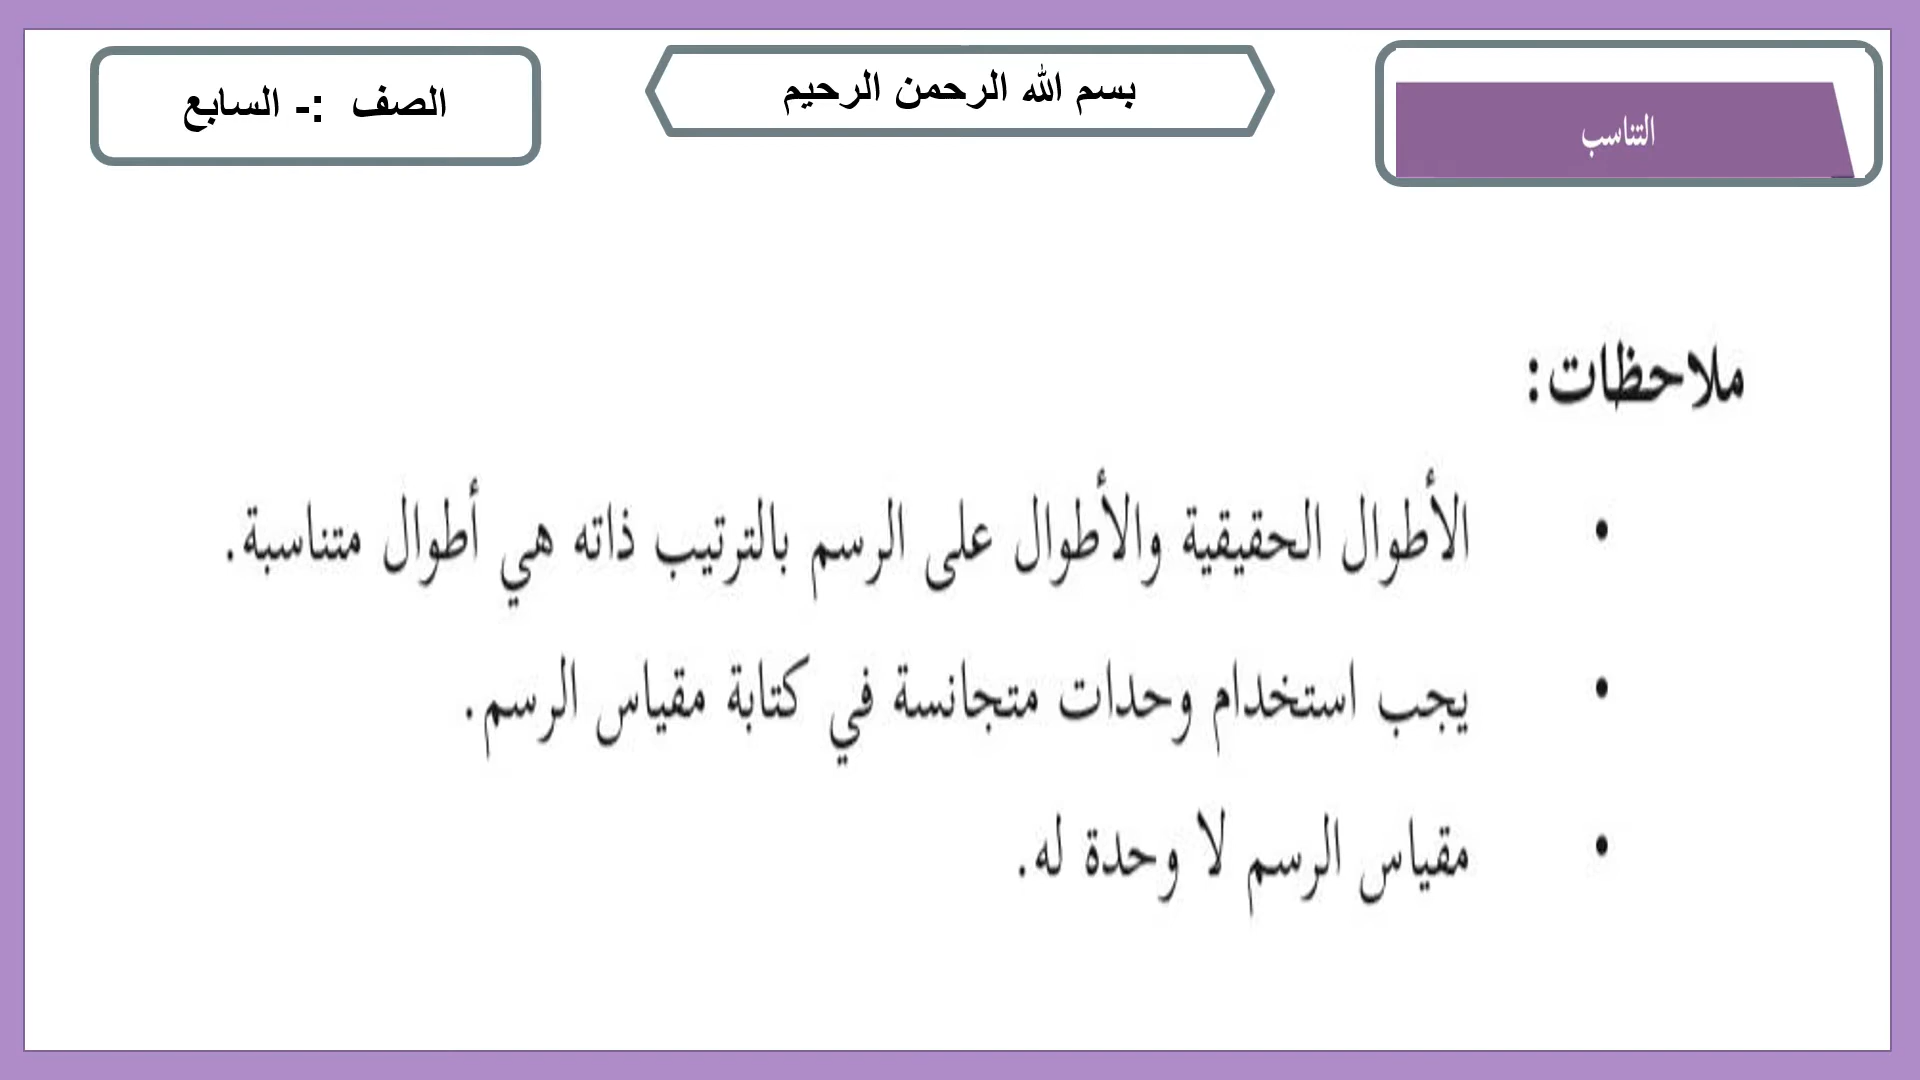 التناسب
بسم الله الرحمن الرحيم
الصف :- السابع
ملاحظات:
• الأطوال الحقيقية والأطوال على الرسم بالترتيب ذاته هي أطوال متناسبة.
• يجب استخدام وحدات متجانسة في كتابة مقياس الرسم.
• مقياس الرسم لا وحدة له.